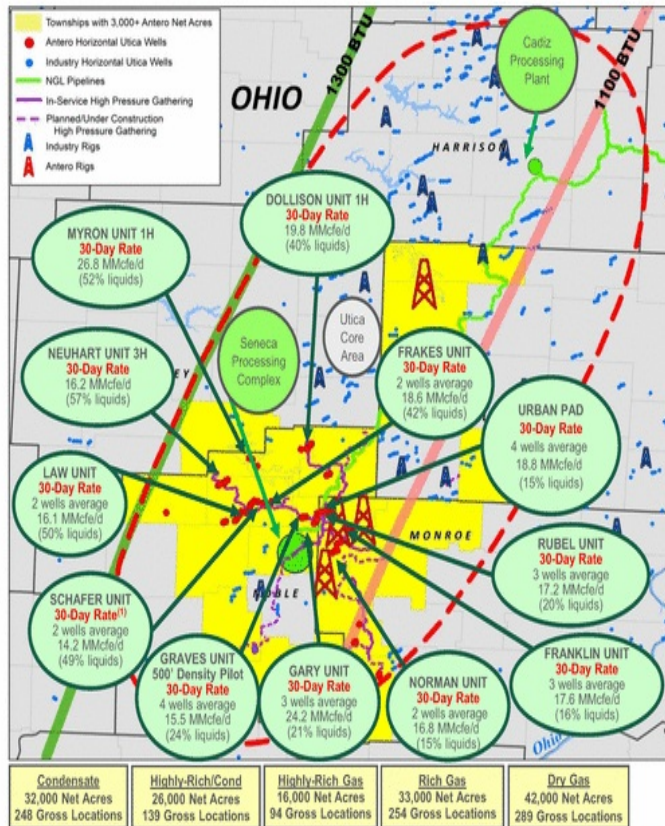 Townships with 3,000+ Antero Net Acres
Antero Horizontal Utica Wells
Industry Horizontal Utica Wells
NGL Pipelines
In-Service High Pressure Gathering
Planned/Under Construction
High Pressure Gathering
Industry Rigs
Antero Rigs
OHIO
1300 BTU
1100 BTU
Cadiz
Processing
Plant
HARRISON
DOLLISON UNIT 1H
30-Day Rate
19.8 MMcfe/d
(40% liquids)
MYRON UNIT 1H
30-Day Rate
26.8 MMcfe/d
(52% liquids)
Seneca
Processing
Complex
Utica
Core
Area
NEUHART UNIT 3H
30-Day Rate
16.2 MMcfe/d
(57% liquids)
EY
FRAKES UNIT
30-Day Rate
2 wells average
18.6 MMcfe/d
(42% liquids)
URBAN PAD
30-Day Rate
4 wells average
18.8 MMcfe/d
(15% liquids)
LAW UNIT
30-Day Rate
2 wells average
16.1 MMcfe/d
(50% liquids)
MONROE
RUBEL UNIT
30-Day Rate
3 wells average
17.2 MMcfe/d
(20% liquids)
SCHAFER UNIT
30-Day Rate(1)
2 wells average
14.2 MMcfe/d
(49% liquids)
NOBLE
GRAVES UNIT
500' Density Pilot
30-Day Rate
4 wells average
15.5 MMcfe/d
(24% liquids)
GARY UNIT
30-Day Rate
3 wells average
24.2 MMcfe/d
(21% liquids)
NORMAN UNIT
30-Day Rate
2 wells average
16.8 MMcfe/d
(15% liquids)
FRANKLIN UNIT
30-Day Rate
3 wells average
17.6 MMcfe/d
(16% liquids)
Ohio
Condensate
32,000 Net Acres
248 Gross Locations
Highly-Rich/Cond
26,000 Net Acres
139 Gross Locations
Highly-Rich Gas
16,000 Net Acres
94 Gross Locations
Rich Gas
33,000 Net Acres
254 Gross Locations
Dry Gas
42,000 Net Acres
289 Gross Locations